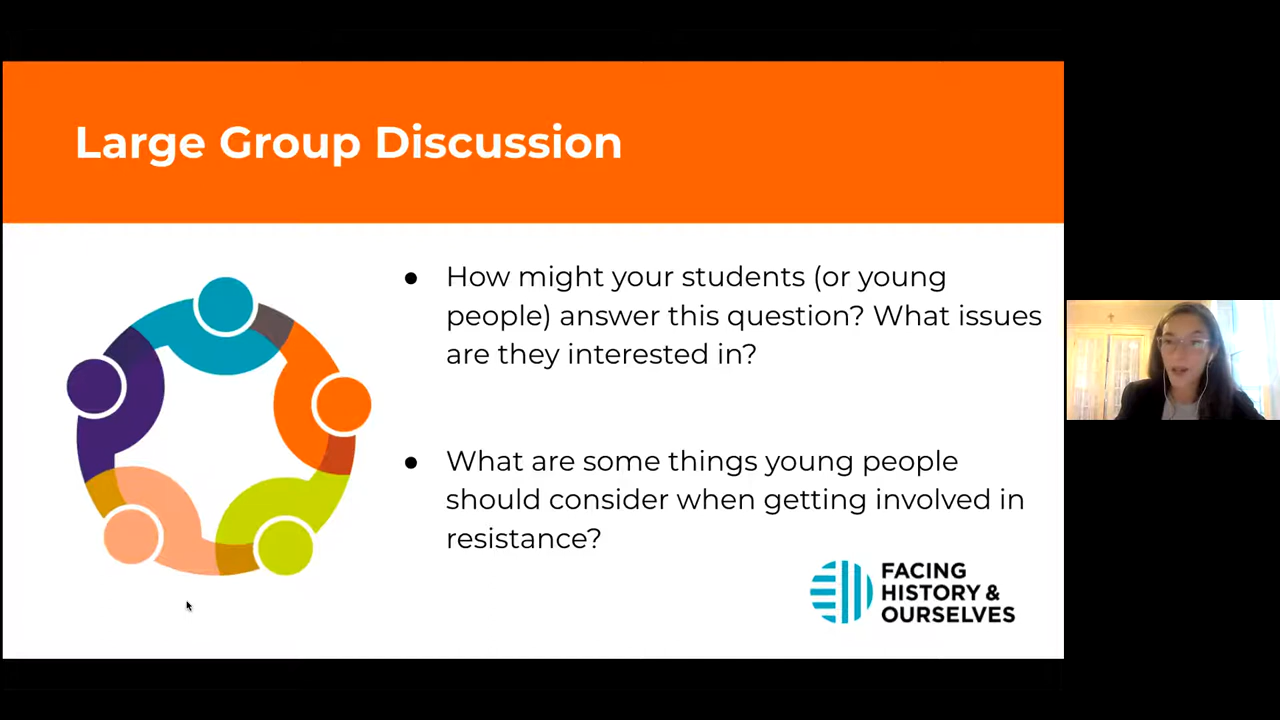 Large Group Discussion
● How might your students (or young
people) answer this question? What issues
are they interested in?
● What are some things young people
should consider when getting involved in
resistance?
FACING
HISTORY &
OURSELVES